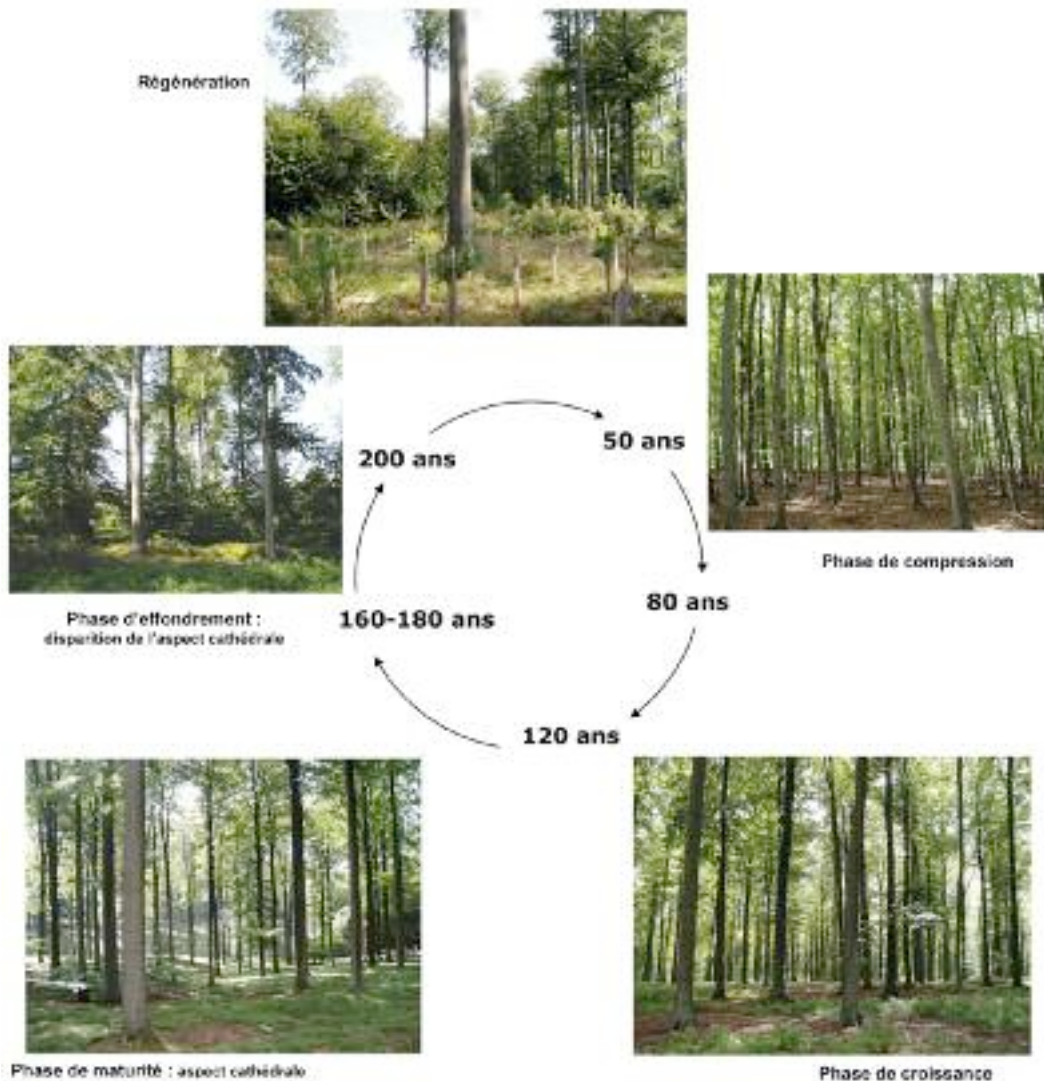 Régénération
200 ans
50 ans
Phase de compression
Phase d'effondrement :
disparition de l'aspect cathédrale
160-180 ans
80 ans
120 ans
Phase de maturité : aspect cathédrale
Phase de croissance